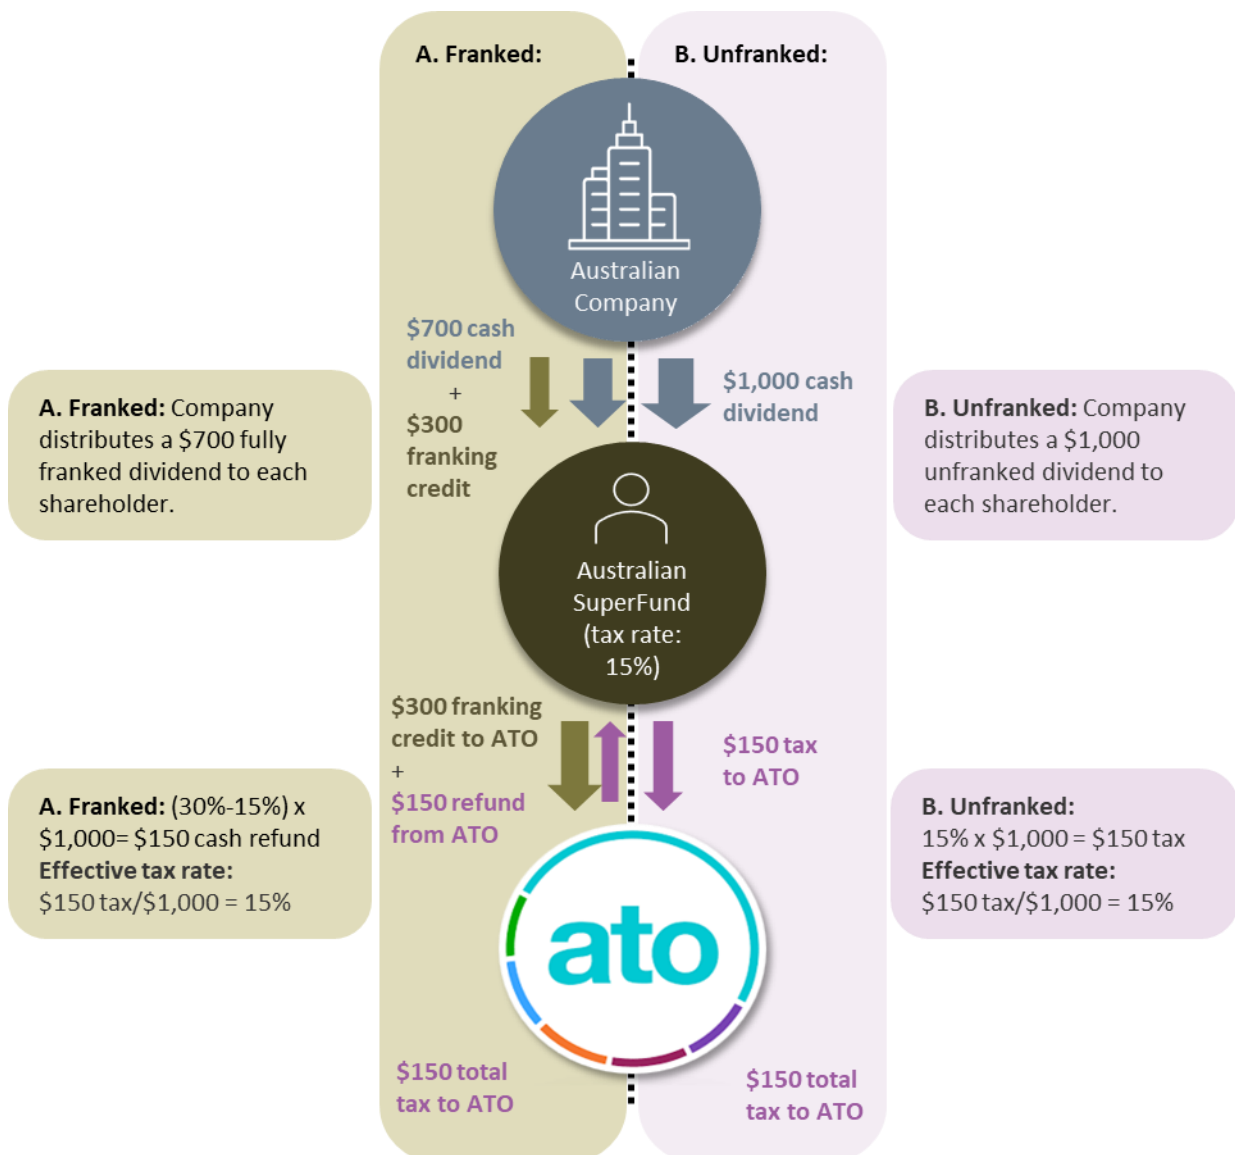 A. Franked:
B. Unfranked:
Australian
Company
$700 cash
dividend
+
$300
franking
credit
$1,000 cash
dividend
A. Franked: Company
distributes a $700 fully
franked dividend to each
shareholder.
B. Unfranked: Company
distributes a $1,000
unfranked dividend to
each shareholder.
Australian
SuperFund
(tax rate:
15%)
$300 franking
credit to ATO
+
$150 refund
from ATO
$150 tax
to ATO
A. Franked: (30%-15%) x
$1,000= $150 cash refund
Effective tax rate:
$150 tax/$1,000 = 15%
B. Unfranked:
15% x $1,000 = $150 tax
Effective tax rate:
$150 tax/$1,000 = 15%
ato
$150 total
tax to ATO
$150 total
tax to ATO